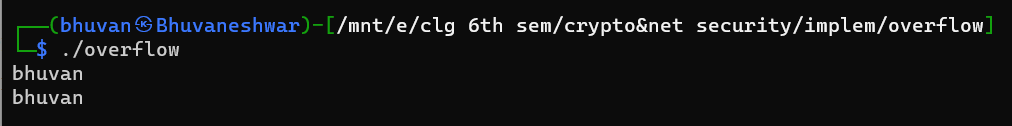 ┌──(bhuvan㉿Bhuvaneshwar)-[/mnt/e/clg 6th sem/crypto&net security/implem/overflow]
└─$ ./overflow
bhuvan
bhuvan